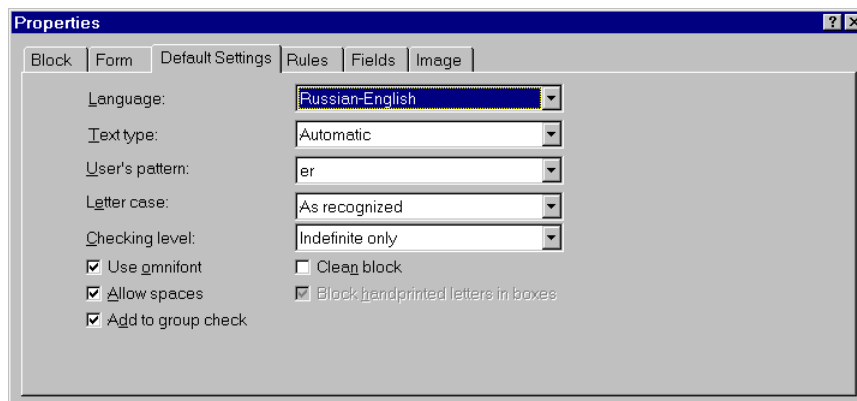 Properties
Block Form Default Settings Rules Fields Image
Language: Russian-English
Text type: Automatic
User's pattern: er
Letter case: As recognized
Checking level: Indefinite only
Use omnifont Clean block
Allow spaces Block handprinted letters in boxes
Add to group check